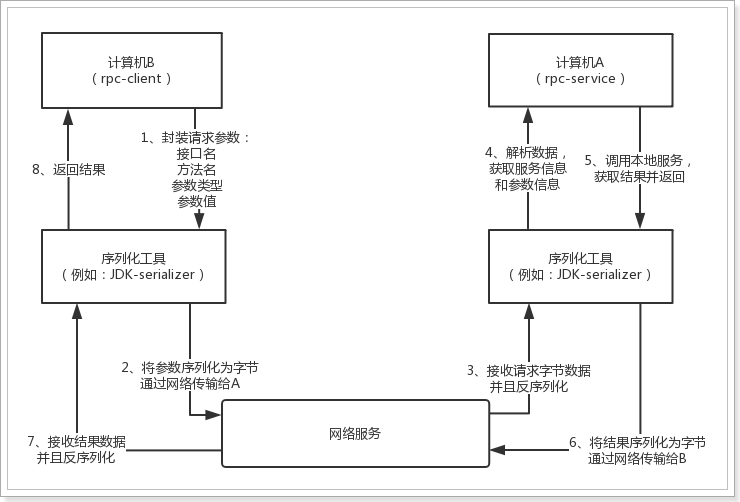 计算机B
（rpc-client）
计算机A
（rpc-service）
1、封装请求参数：
接口名
方法名
参数类型
参数值
8、返回结果
4、解析数据，
获取服务信息
和参数信息
5、调用本地服务，
获取结果并返回
序列化工具
（例如：JDK-serializer）
序列化工具
（例如：JDK-serializer）
2、将参数序列化为字节
通过网络传输给A
3、接收请求字节数据
并且反序列化
网络服务
7、接收结果数据
并且反序列化
6、将结果序列化为字节
通过网络传输给B